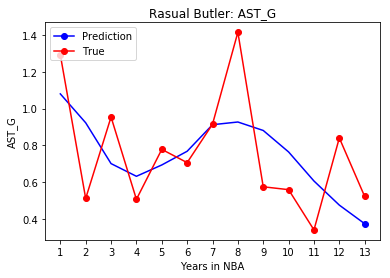 Rasual Butler: AST_G
Prediction
True
AST_G
1.4
1.2
1.0
0.8
0.6
0.4
1 2 3 4 5 6 7 8 9 10 11 12 13
Years in NBA